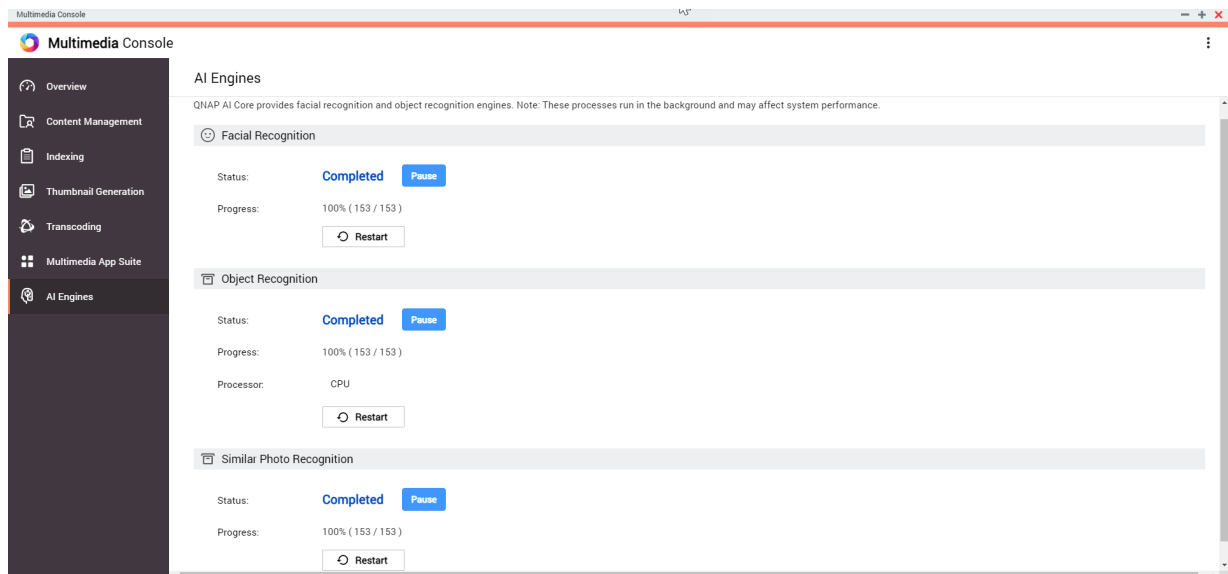 Multimedia Console
Multimedia Console
Overview
Content Management
Indexing
Thumbnail Generation
Transcoding
Multimedia App Suite
AI Engines
AI Engines
QNAP AI Core provides facial recognition and object recognition engines. Note: These processes run in the background and may affect system performance.
Facial Recognition
Status: Completed Pause
Progress: 100% ( 153 / 153 )
Restart
Object Recognition
Status: Completed Pause
Progress: 100% ( 153 / 153 )
Processor: CPU
Restart
Similar Photo Recognition
Status: Completed Pause
Progress: 100% ( 153 / 153 )
Restart